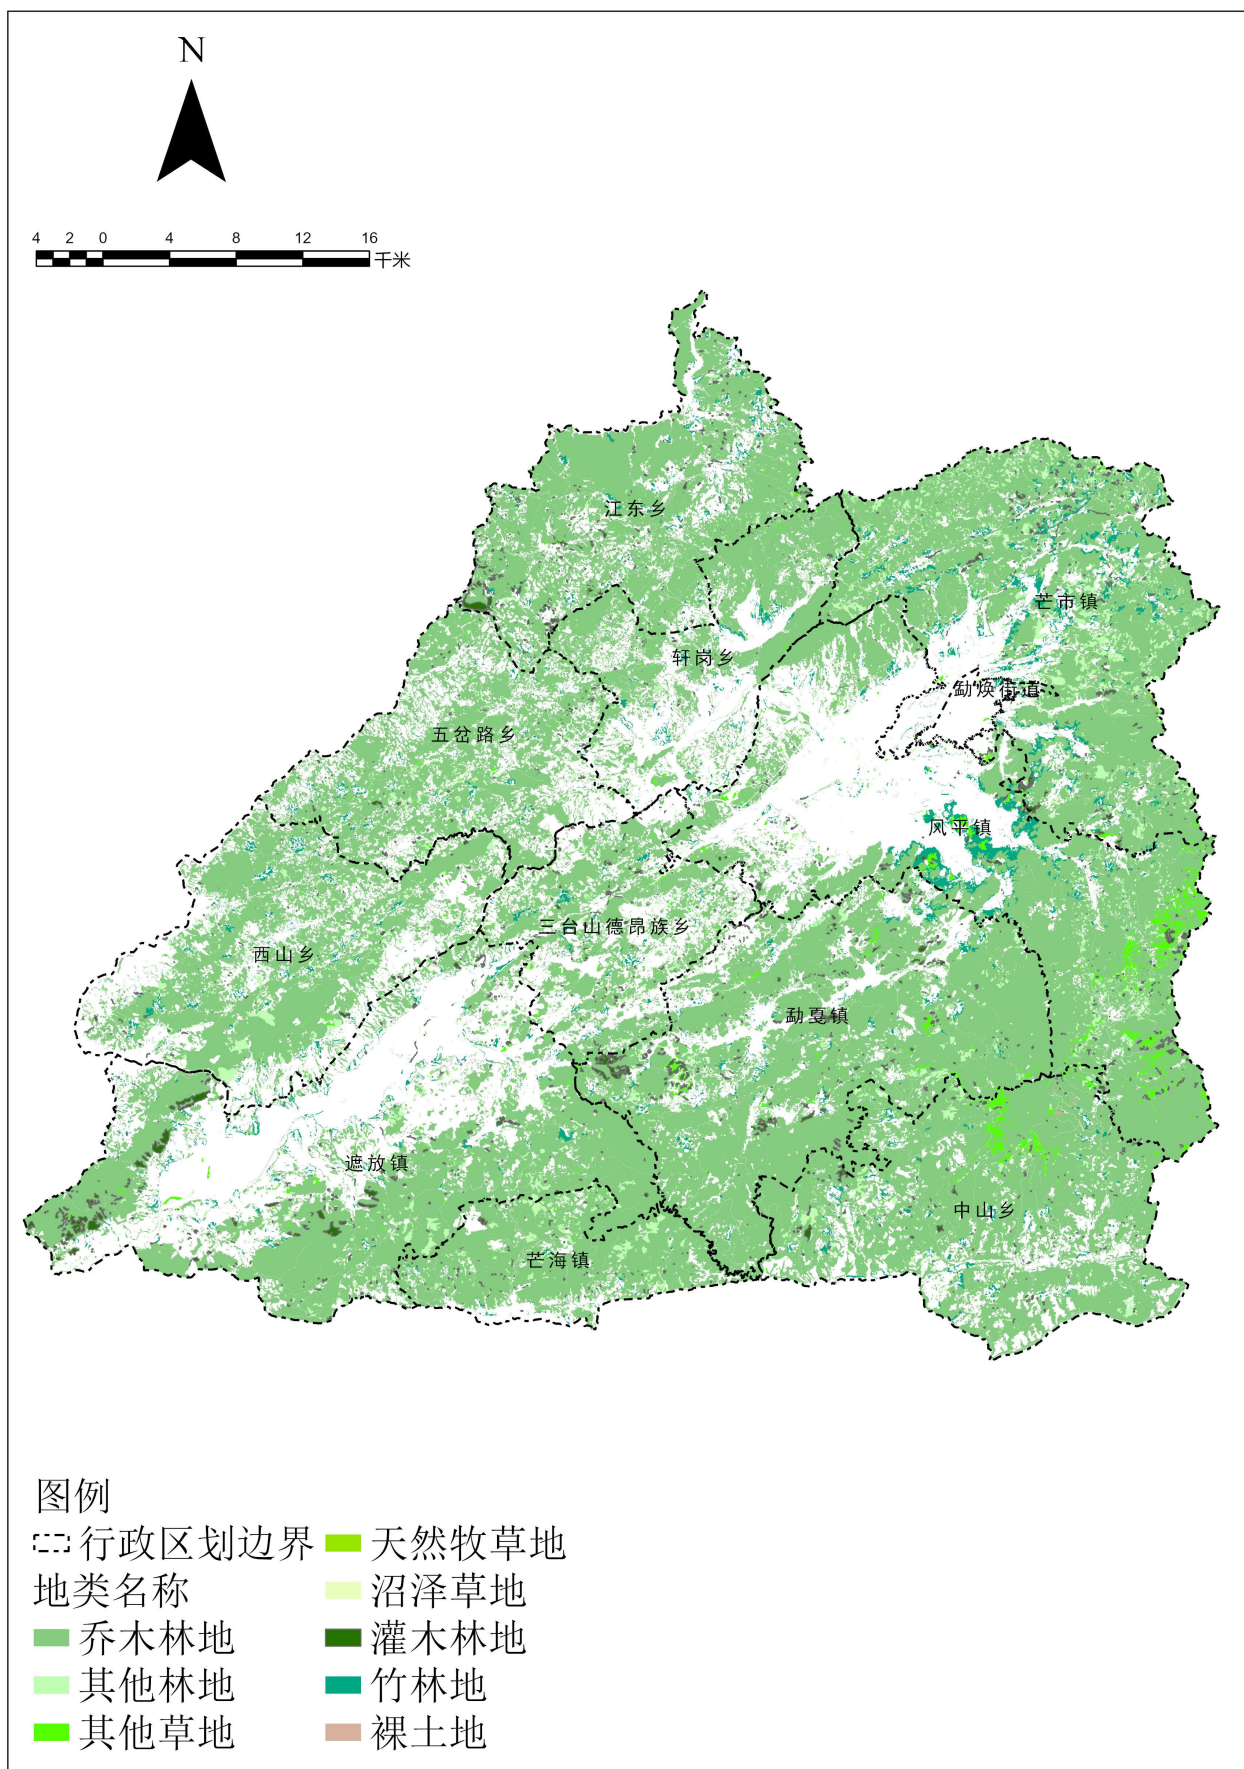 N
4 2 0 4 8 12 16
千米
江东乡
芒市镇
轩岗乡
勐焕街道
五岔路乡
风平镇
三台山德昂族乡
西山乡
勐戛镇
遮放镇
中山乡
芒海镇
图例
行政区划边界
地类名称
乔木林地
其他林地
其他草地
天然牧草地
沼泽草地
灌木林地
竹林地
裸土地